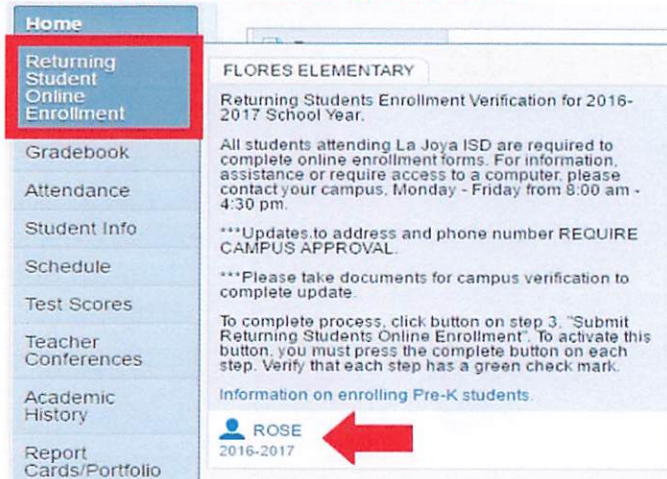 Home
Returning
Student
Online
Enrollment
Gradebook
Attendance
Student Info
Schedule
Test Scores
Teacher
Conferences
Academic
History
Report
Cards/Portfolio
FLORES ELEMENTARY
Returning Students Enrollment Verification for 2016-
2017 School Year.
All students attending La Joya ISD are required to
complete online enrollment forms. For information,
assistance or require access to a computer, please
contact your campus, Monday - Friday from 8:00 am -
4:30 pm.
***Updates.to address and phone number REQUIRE
CAMPUS APPROVAL.
***Please take documents for campus verification to
complete update.
To complete process, click button on step 3, "Submit
Returning Students Online Enrollment". To activate this
button, you must press the complete button on each
step. Verify that each step has a green check mark.
Information on enrolling Pre-K students.
ROSE
2016-2017